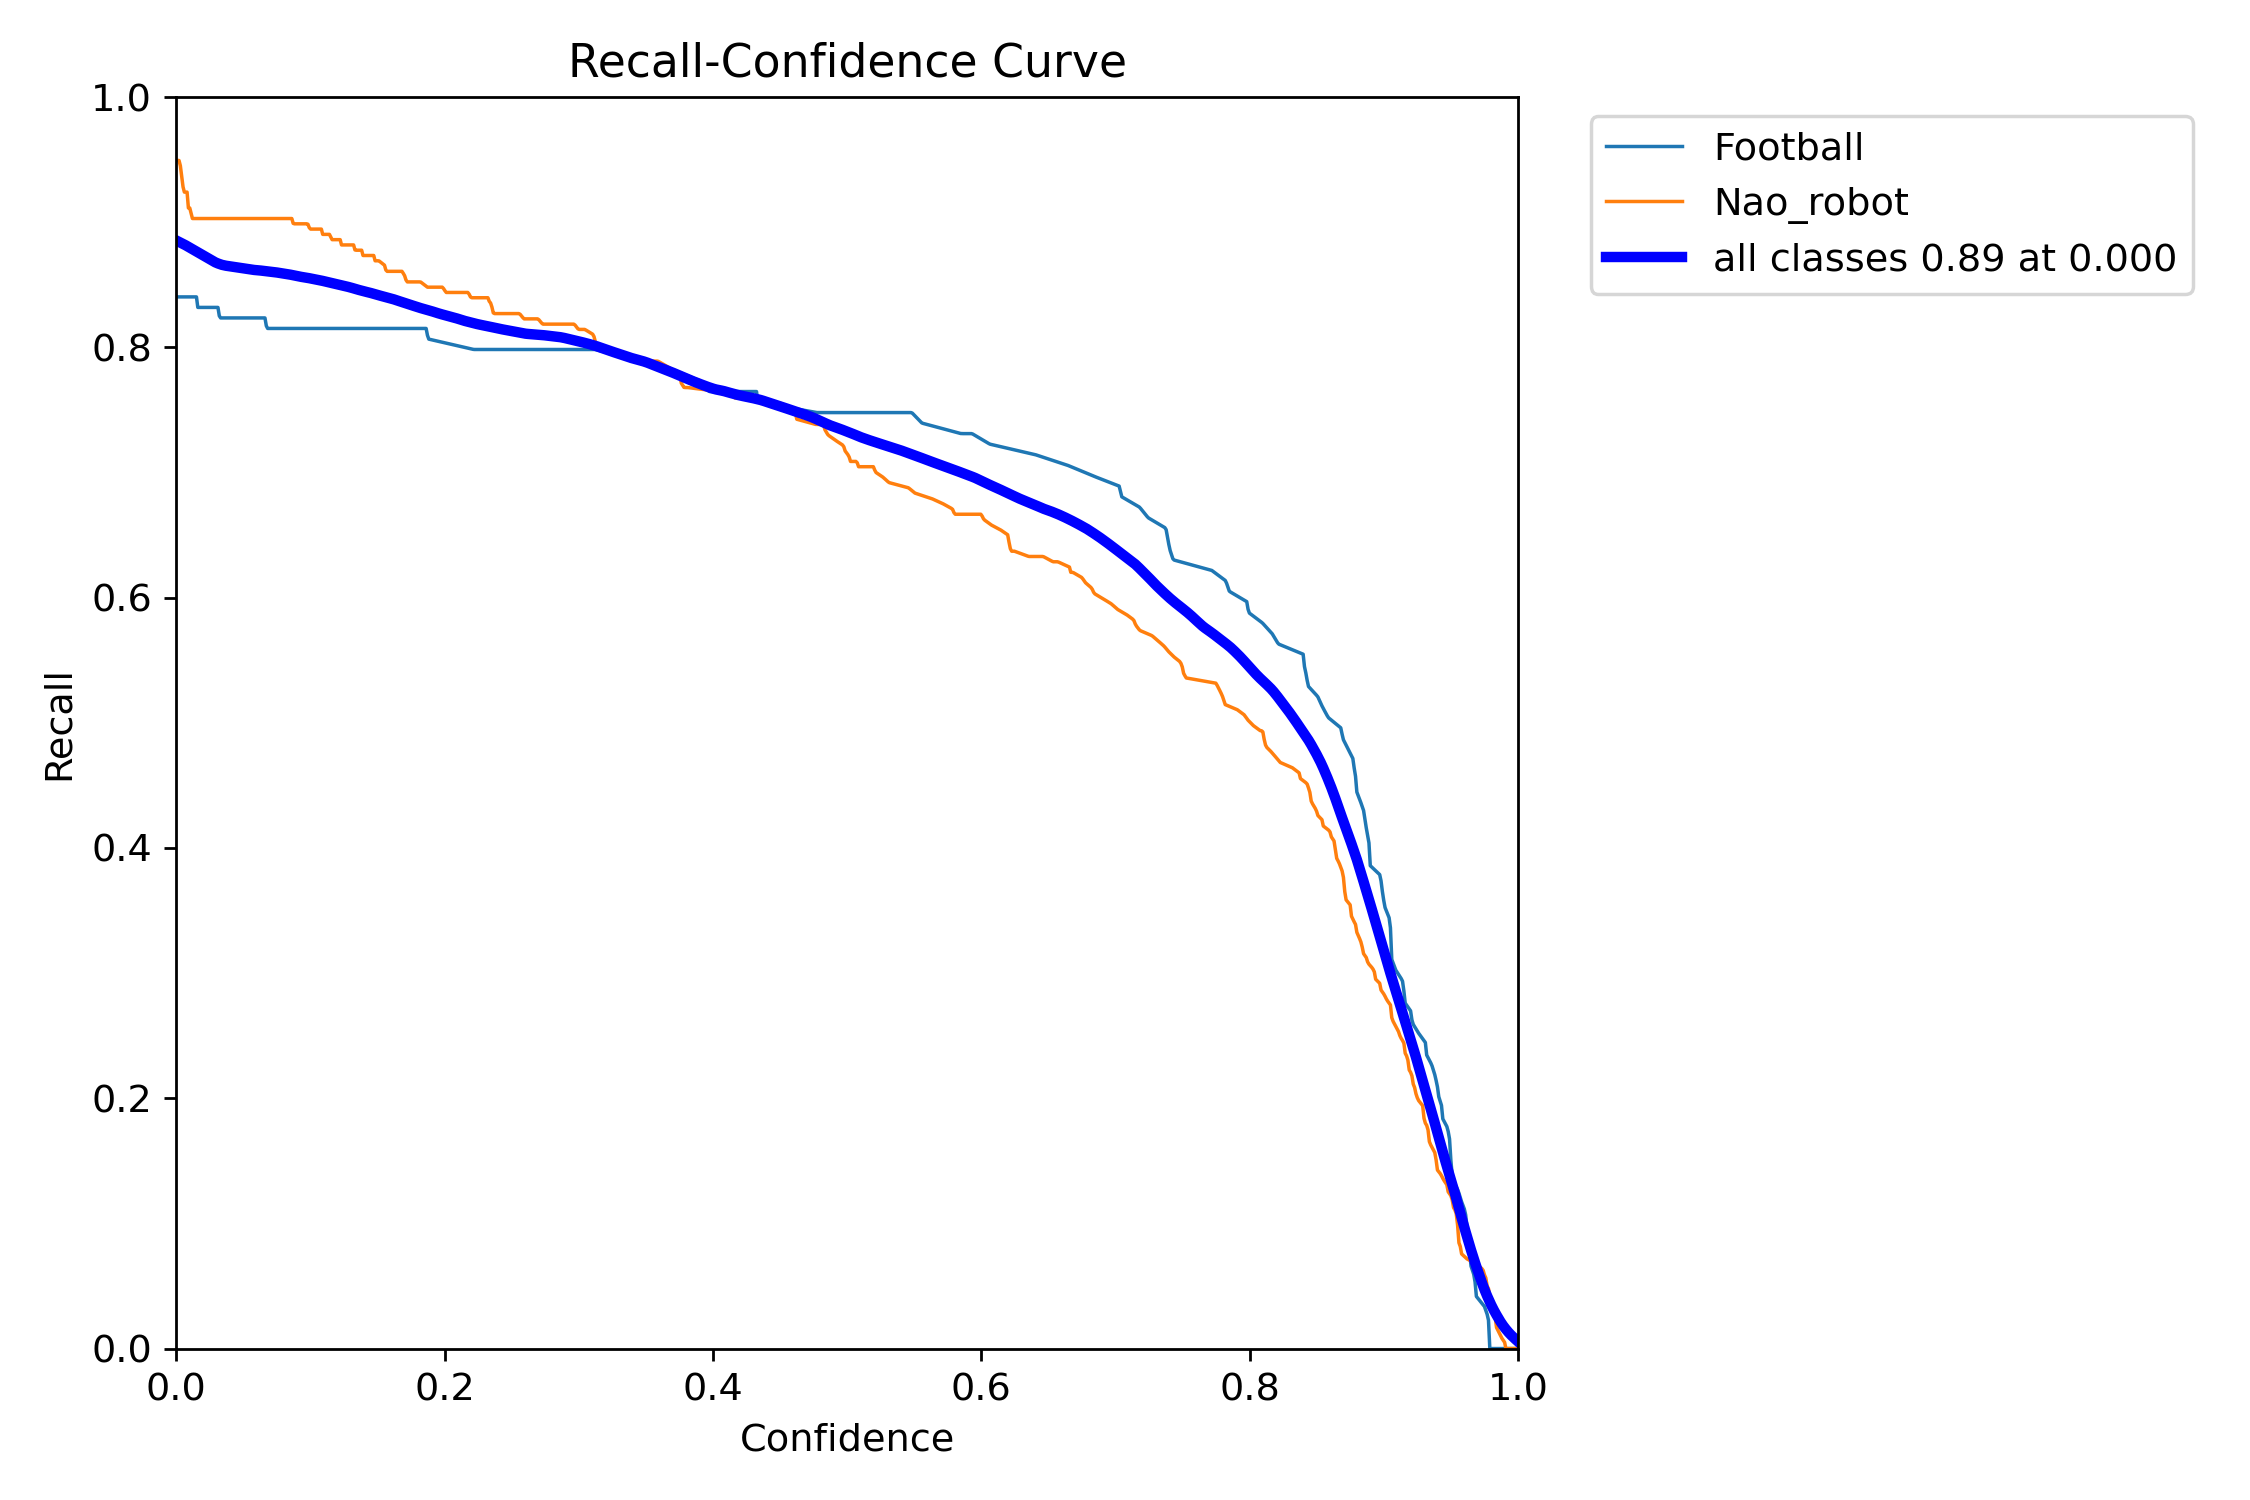 Recall-Confidence Curve
1.0
0.8
0.6
0.4
0.2
0.0
Recall
0.0 0.2 0.4 0.6 0.8 1.0
Confidence
Football
Nao_robot
all classes 0.89 at 0.000